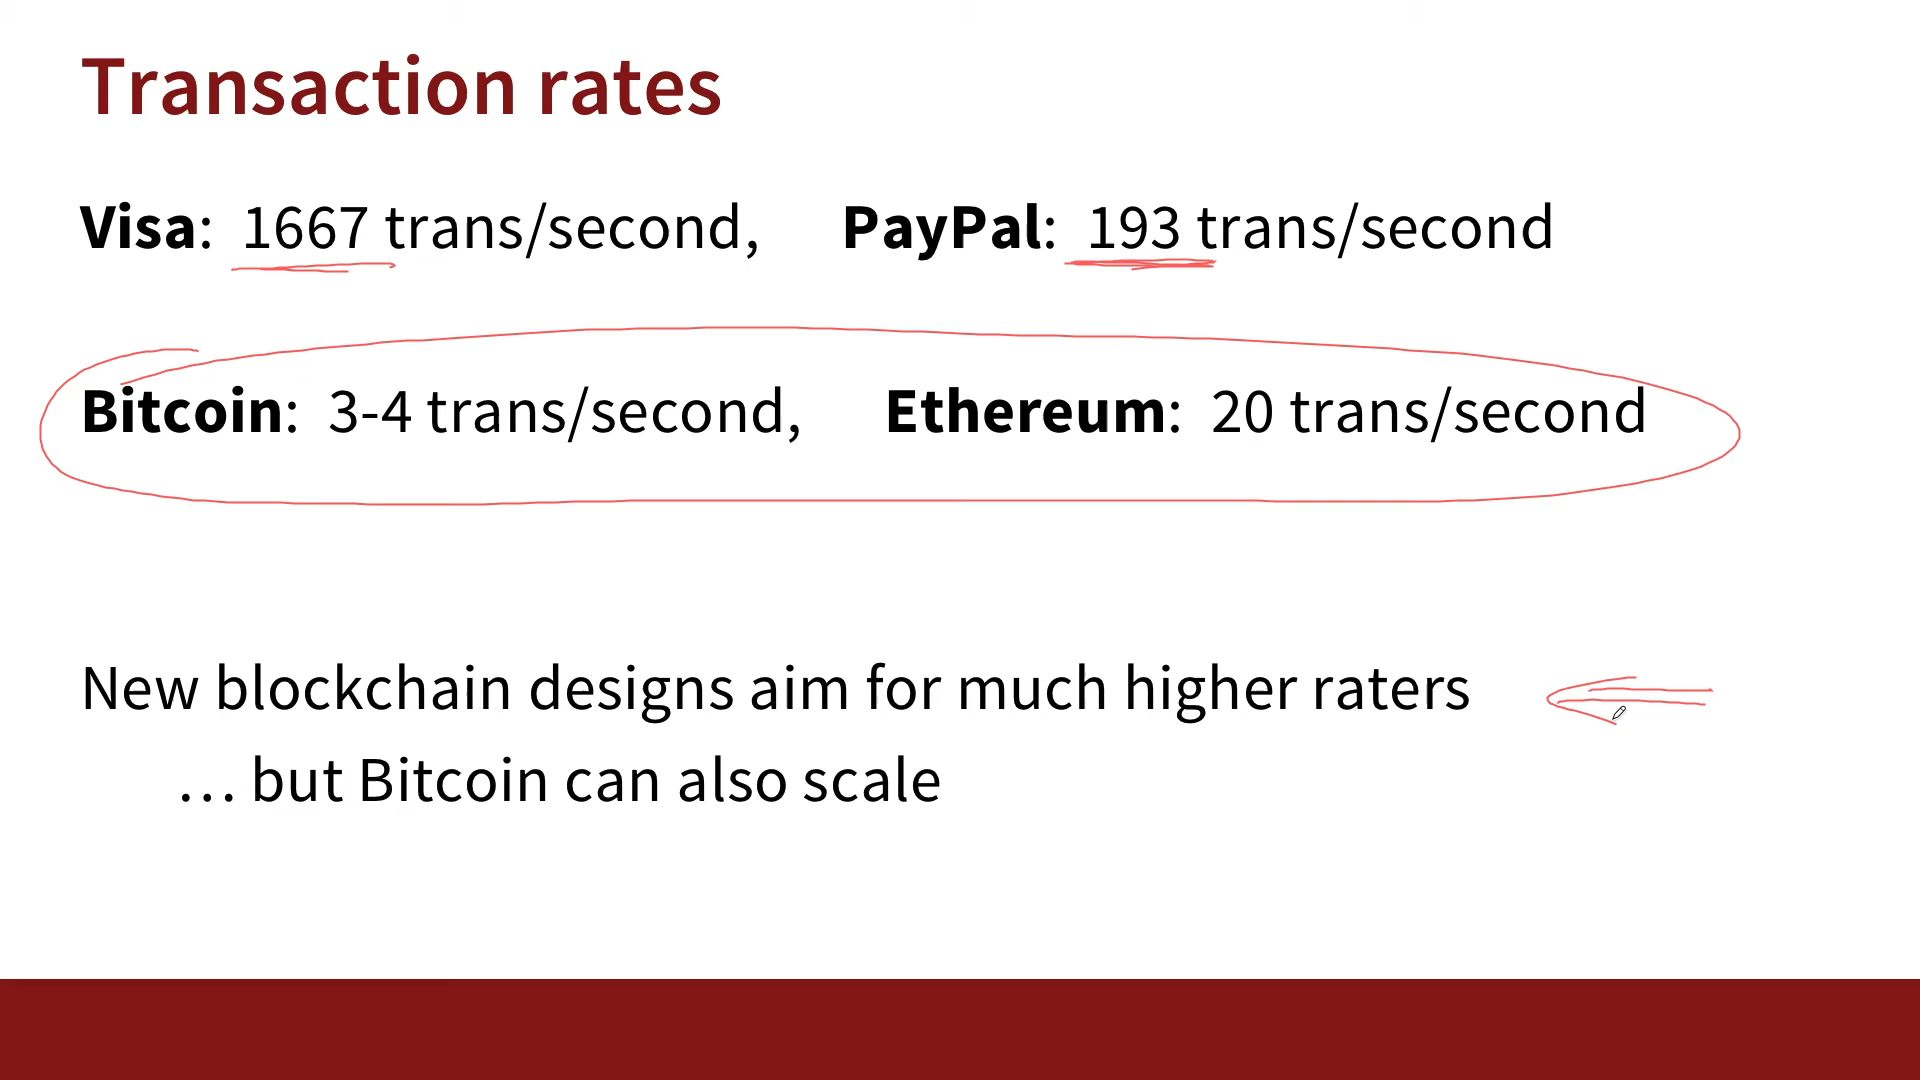 Transaction rates
Visa: 1667 trans/second, PayPal: 193 trans/second
Bitcoin: 3-4 trans/second, Ethereum: 20 trans/second
New blockchain designs aim for much higher raters
… but Bitcoin can also scale